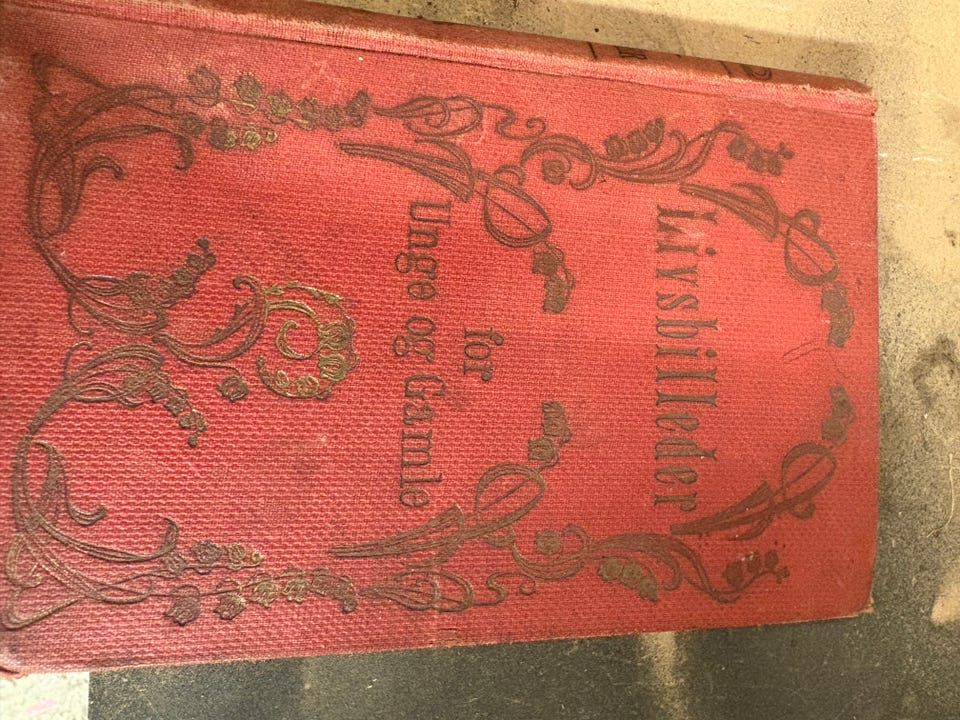 Livsbilleder
for
Unge og Gamle